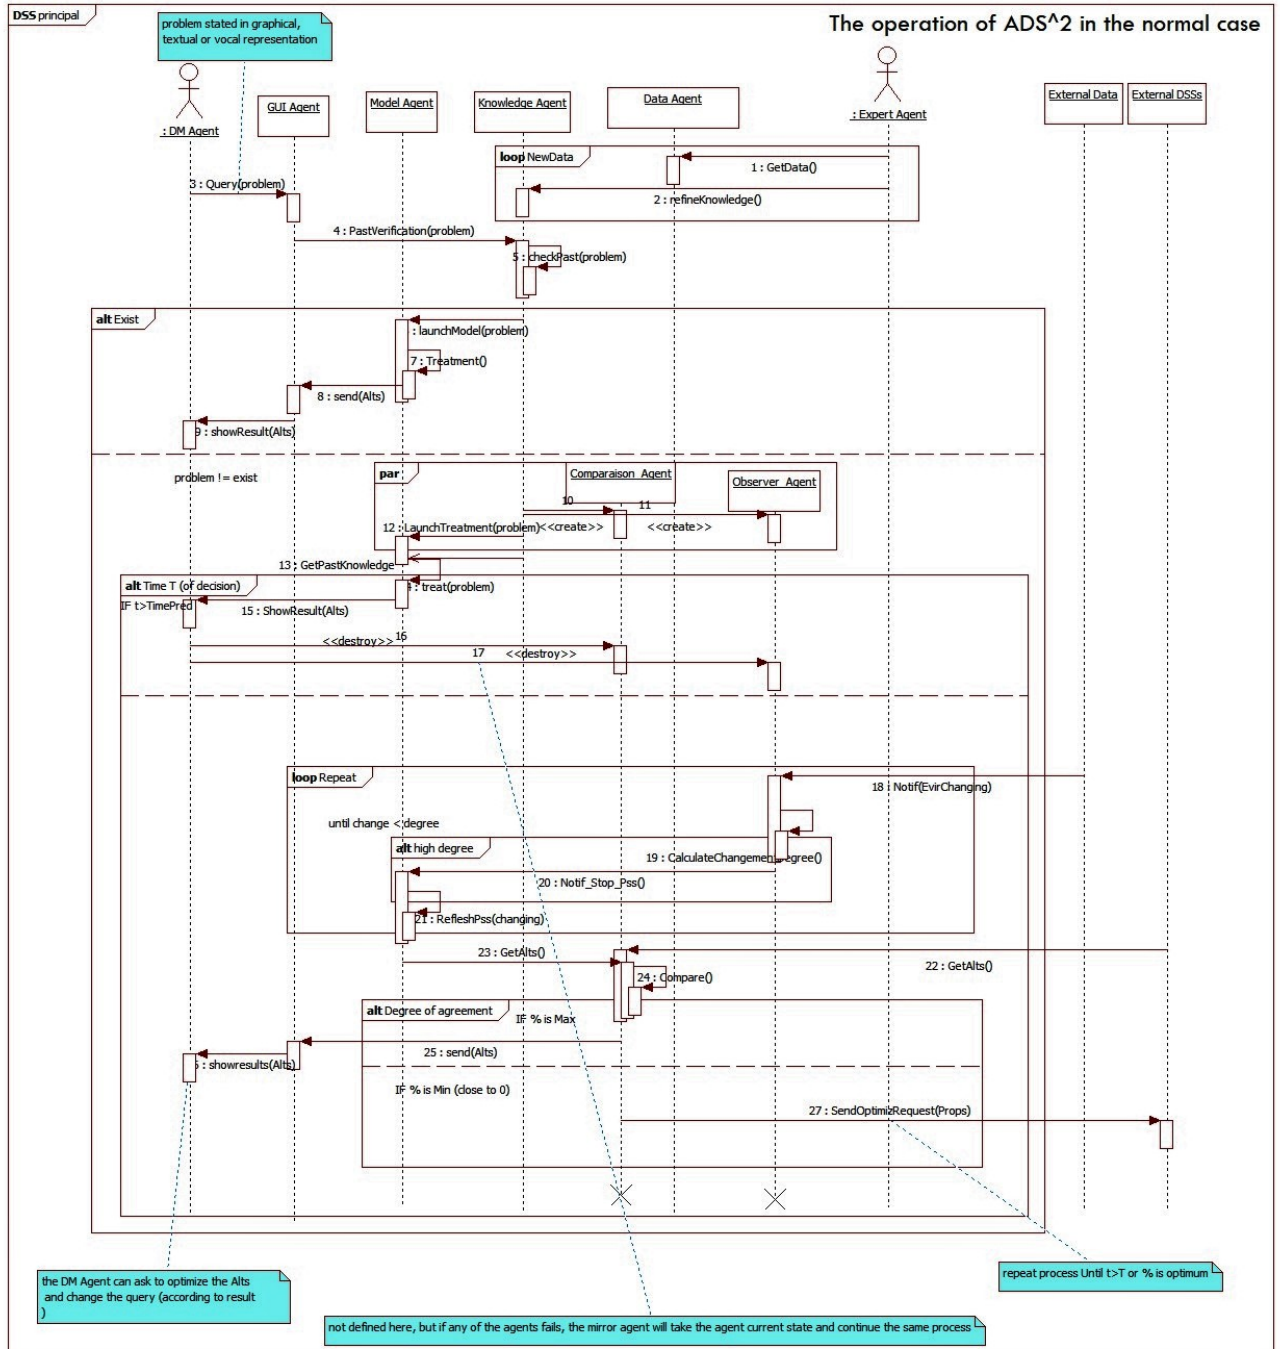 DSS principal
The operation of ADS^2 in the normal case
problem stated in graphical,
textual or vocal representation
: DM Agent
GUI Agent
Model Agent
Knowledge Agent
Data Agent
: Expert Agent
External Data
External DSSs
loop NewData
1 : GetData()
2 : refineKnowledge()
3 : Query(problem)
4 : PastVerification(problem)
5 : checkPast(problem)
alt Exist
: launchModel(problem)
7 : Treatment()
8 : send(Alts)
9 : showResult(Alts)
problem != exist
par
Comparaison_Agent
Observer_Agent
10
11
12 : LaunchTreatment(problem)
<<create>>
<<create>>
13 : GetPastKnowledge
alt Time T (of decision)
: treat(problem)
IF t>TimePred
15 : ShowResult(Alts)
<<destroy>>
16
17
<<destroy>>
loop Repeat
18 : Notif(EvirChanging)
until change < degree
alt high degree
19 : CalculateChangemen
egree()
20 : Notif_Stop_Pss()
21 : RefleshPss(changing)
23 : GetAlts()
22 : GetAlts()
24 : Compare()
alt Degree of agreement
IF % is Max
25 : send(Alts)
: showresults(Alts)
IF % is Min (close to 0)
27 : SendOptimizRequest(Props)
the DM Agent can ask to optimize the Alts
and change the query (according to result
)
repeat process Until t>T or % is optimum
not defined here, but if any of the agents fails, the mirror agent will take the agent current state and continue the same process